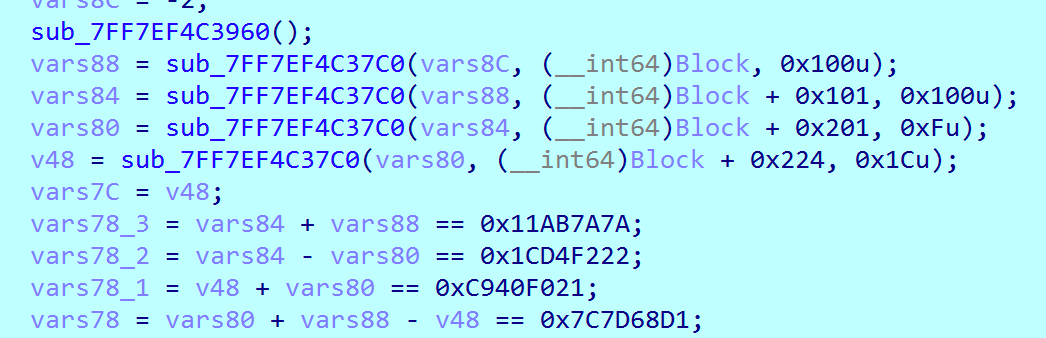 vars8C = -2;
sub_7FF7EF4C3960();
vars88 = sub_7FF7EF4C37C0(vars8C, (__int64)Block, 0x100u);
vars84 = sub_7FF7EF4C37C0(vars88, (__int64)Block + 0x101, 0x100u);
vars80 = sub_7FF7EF4C37C0(vars84, (__int64)Block + 0x201, 0xFu);
v48 = sub_7FF7EF4C37C0(vars80, (__int64)Block + 0x224, 0x1Cu);
vars7C = v48;
vars78_3 = vars84 + vars88 == 0x11AB7A7A;
vars78_2 = vars84 - vars80 == 0x1CD4F222;
vars78_1 = v48 + vars80 == 0xC940F021;
vars78 = vars80 + vars88 - v48 == 0x7C7D68D1;